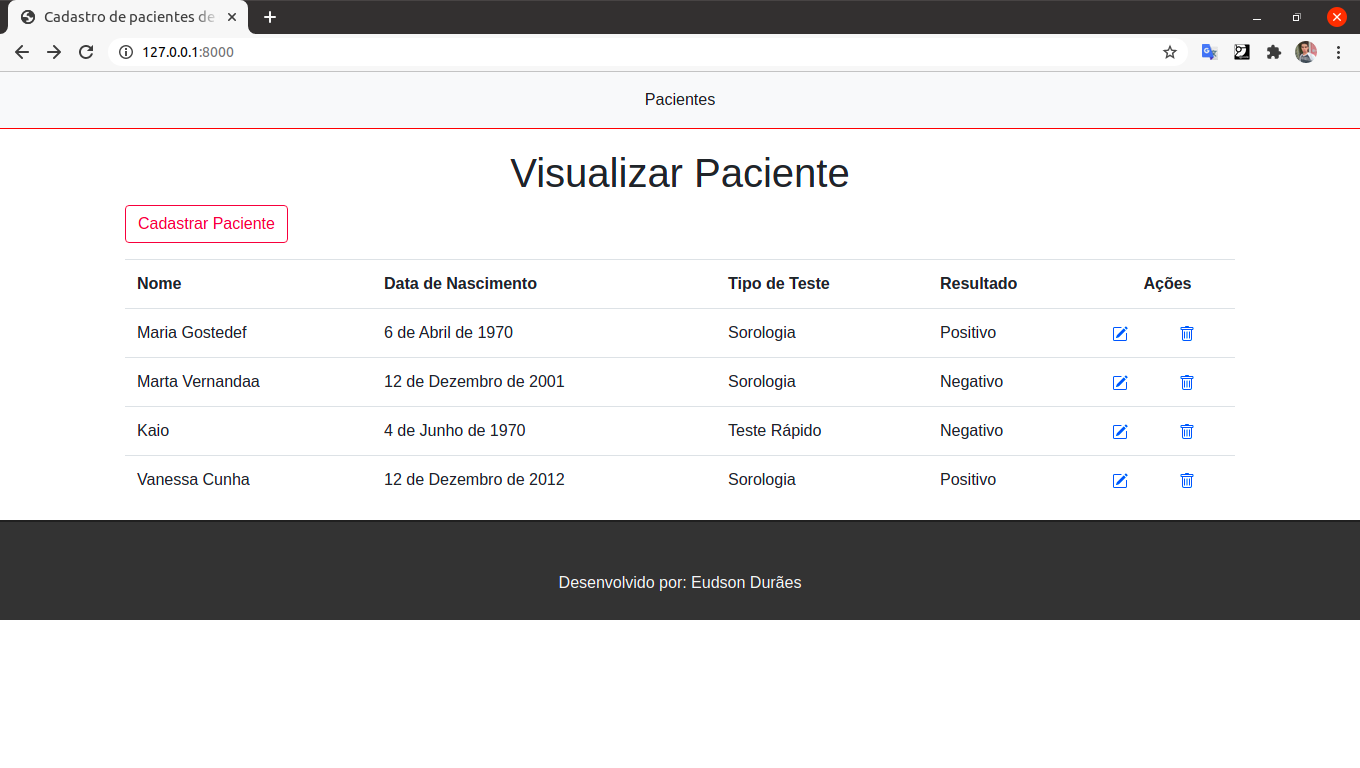 Cadastro de pacientes de
127.0.0.1:8000
Pacientes
Visualizar Paciente
Cadastrar Paciente
Nome Data de Nascimento Tipo de Teste Resultado Ações
Maria Gostedef 6 de Abril de 1970 Sorologia Positivo
Marta Vernandaa 12 de Dezembro de 2001 Sorologia Negativo
Kaio 4 de Junho de 1970 Teste Rápido Negativo
Vanessa Cunha 12 de Dezembro de 2012 Sorologia Positivo
Desenvolvido por: Eudson Durães